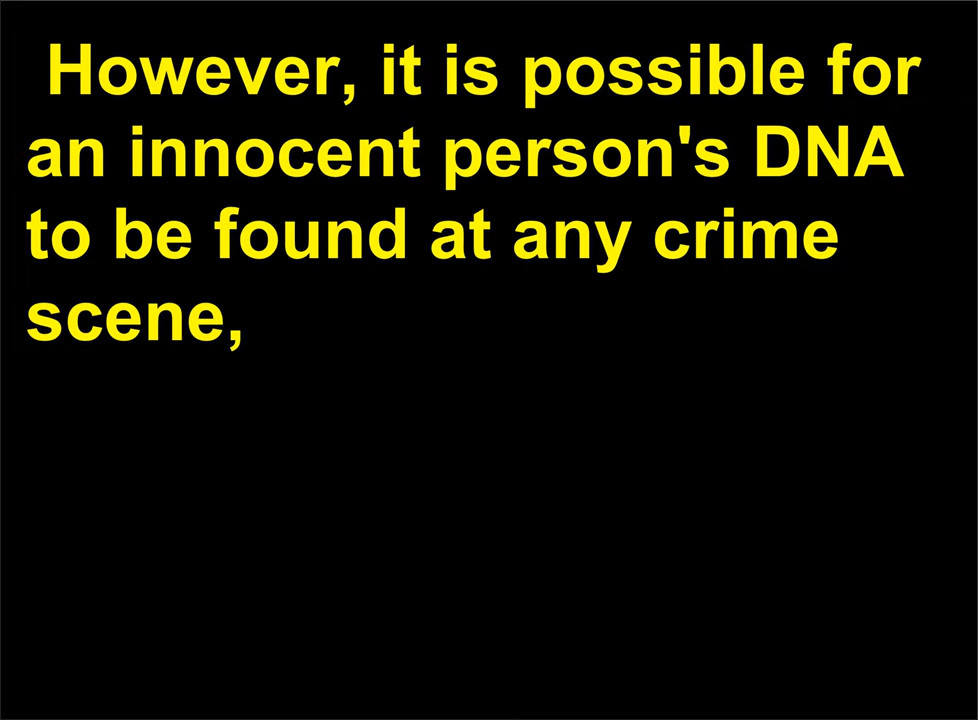 However, it is possible for
an innocent person's DNA
to be found at any crime
scene,